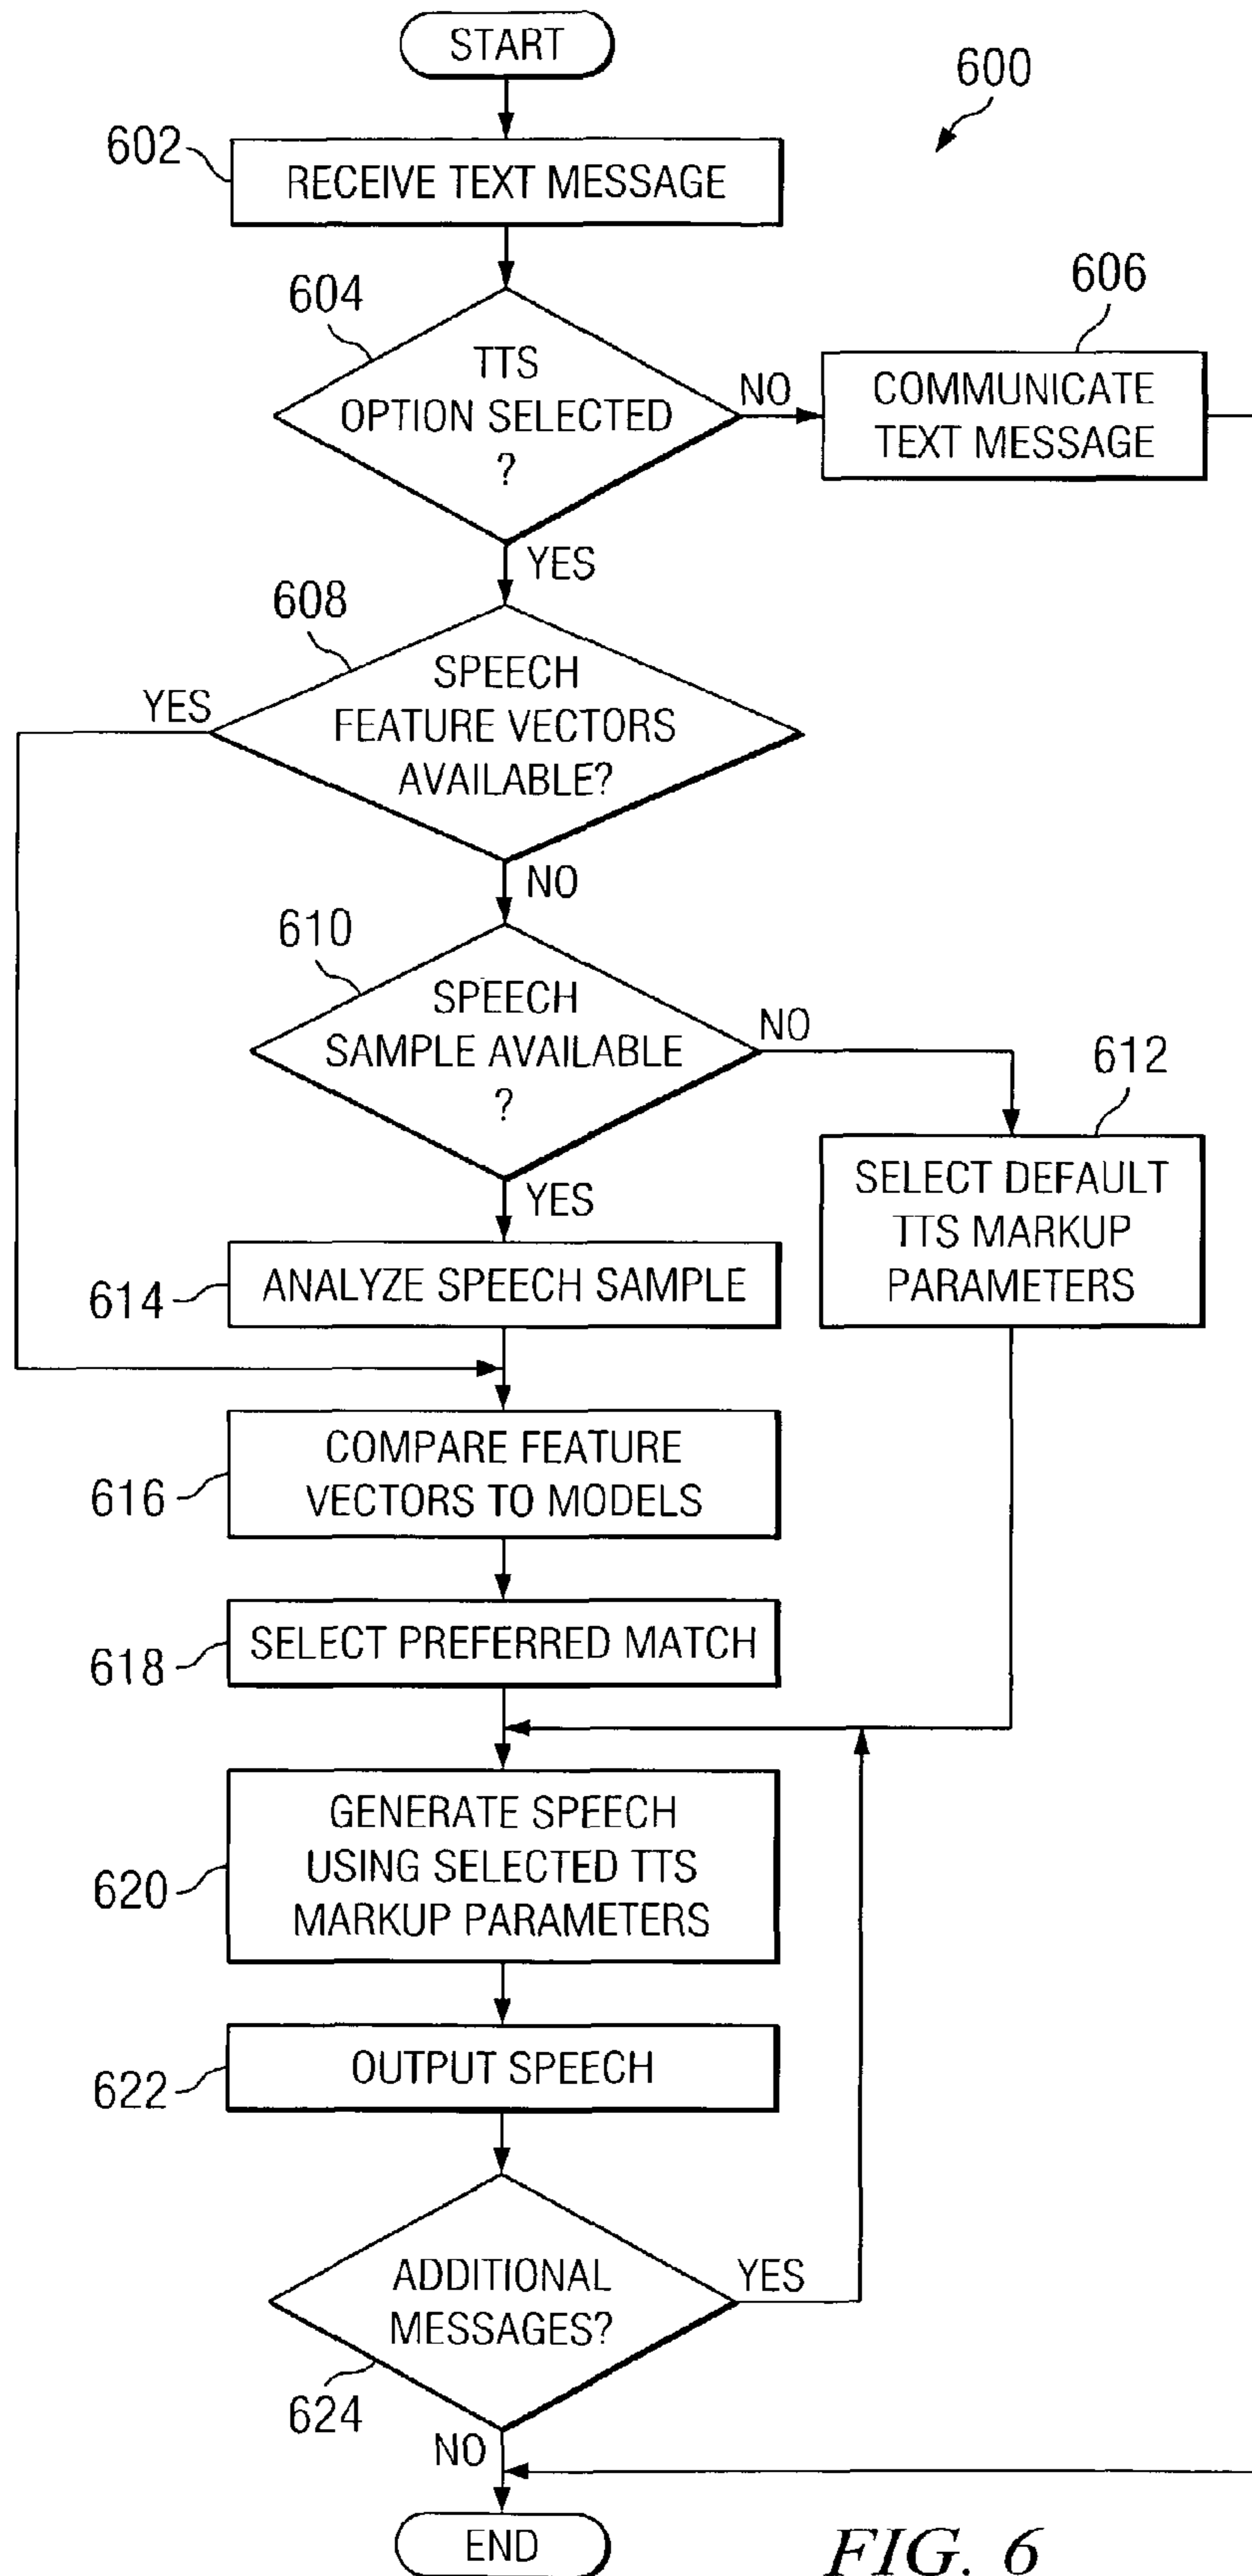 START
600
602
RECEIVE TEXT MESSAGE
604
TTS
OPTION SELECTED
?
NO
606
COMMUNICATE
TEXT MESSAGE
YES
608
SPEECH
FEATURE VECTORS
AVAILABLE?
YES
NO
610
SPEECH
SAMPLE AVAILABLE
?
NO
612
SELECT DEFAULT
TTS MARKUP
PARAMETERS
YES
614
ANALYZE SPEECH SAMPLE
616
COMPARE FEATURE
VECTORS TO MODELS
618
SELECT PREFERRED MATCH
620
GENERATE SPEECH
USING SELECTED TTS
MARKUP PARAMETERS
622
OUTPUT SPEECH
ADDITIONAL
MESSAGES?
YES
624
NO
END
FIG. 6